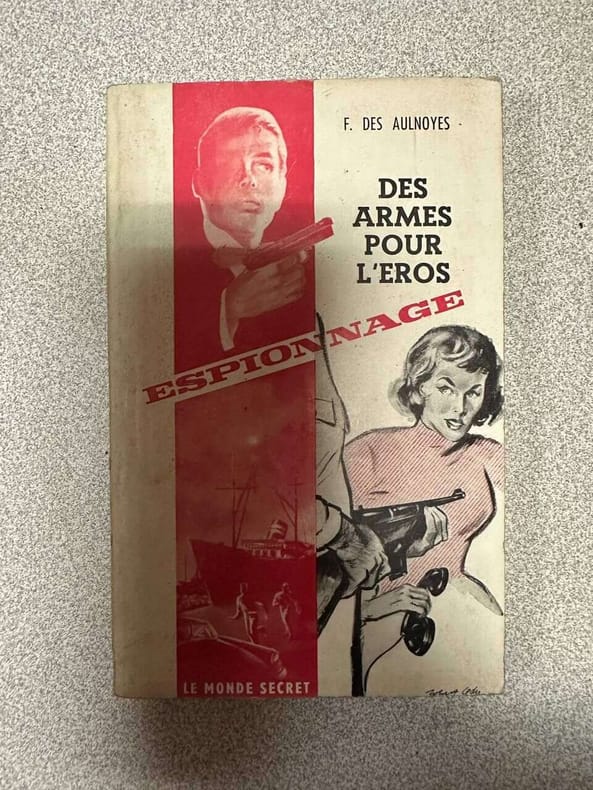 F. DES AULNOYES
DES
ARMES
POUR
L'EROS
ESPIONNAGE
LE MONDE SECRET